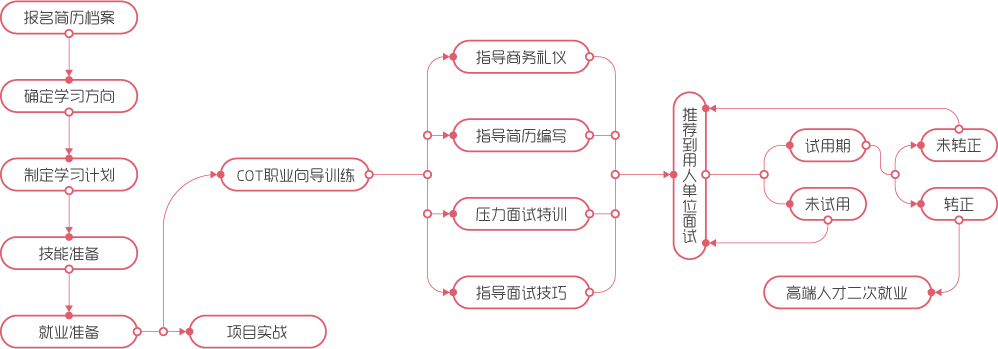 报名简历档案
确定学习方向
制定学习计划
技能准备
就业准备
项目实战
COT职业向导训练
指导商务礼仪
指导简历编写
压力面试特训
指导面试技巧
推荐到用人单位面试
试用期
未试用
未转正
转正
高端人才二次就业